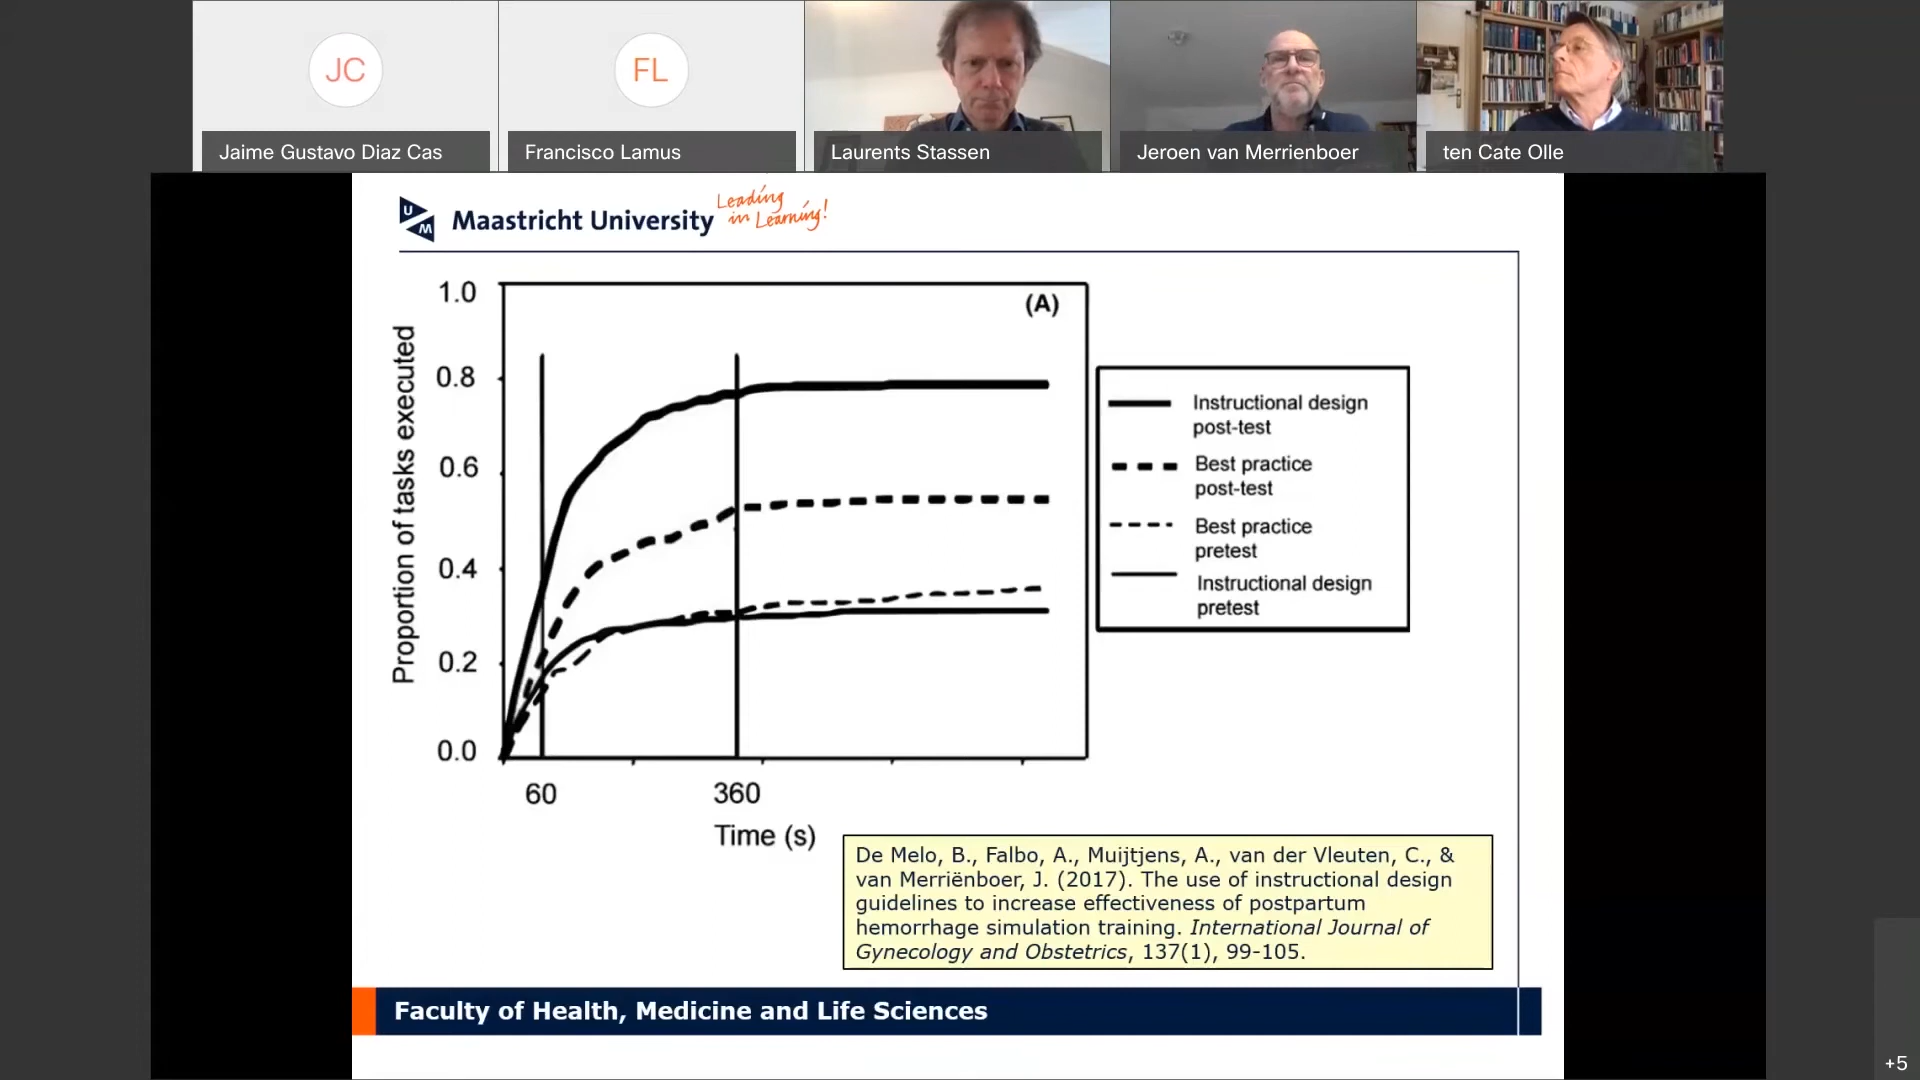 JC
FL
Jaime Gustavo Diaz Cas
Francisco Lamus
Laurents Stassen
Jeroen van Merrienboer
ten Cate Olle
U
M
Maastricht University
Leading
in Learning!
(A)
1.0
0.8
0.6
0.4
0.2
0.0
Proportion of tasks executed
60
360
Time (s)
Instructional design
post-test
Best practice
post-test
Best practice
pretest
Instructional design
pretest
De Melo, B., Falbo, A., Muijtjens, A., van der Vleuten, C., &
van Merriënboer, J. (2017). The use of instructional design
guidelines to increase effectiveness of postpartum
hemorrhage simulation training. International Journal of
Gynecology and Obstetrics, 137(1), 99-105.
Faculty of Health, Medicine and Life Sciences
+5